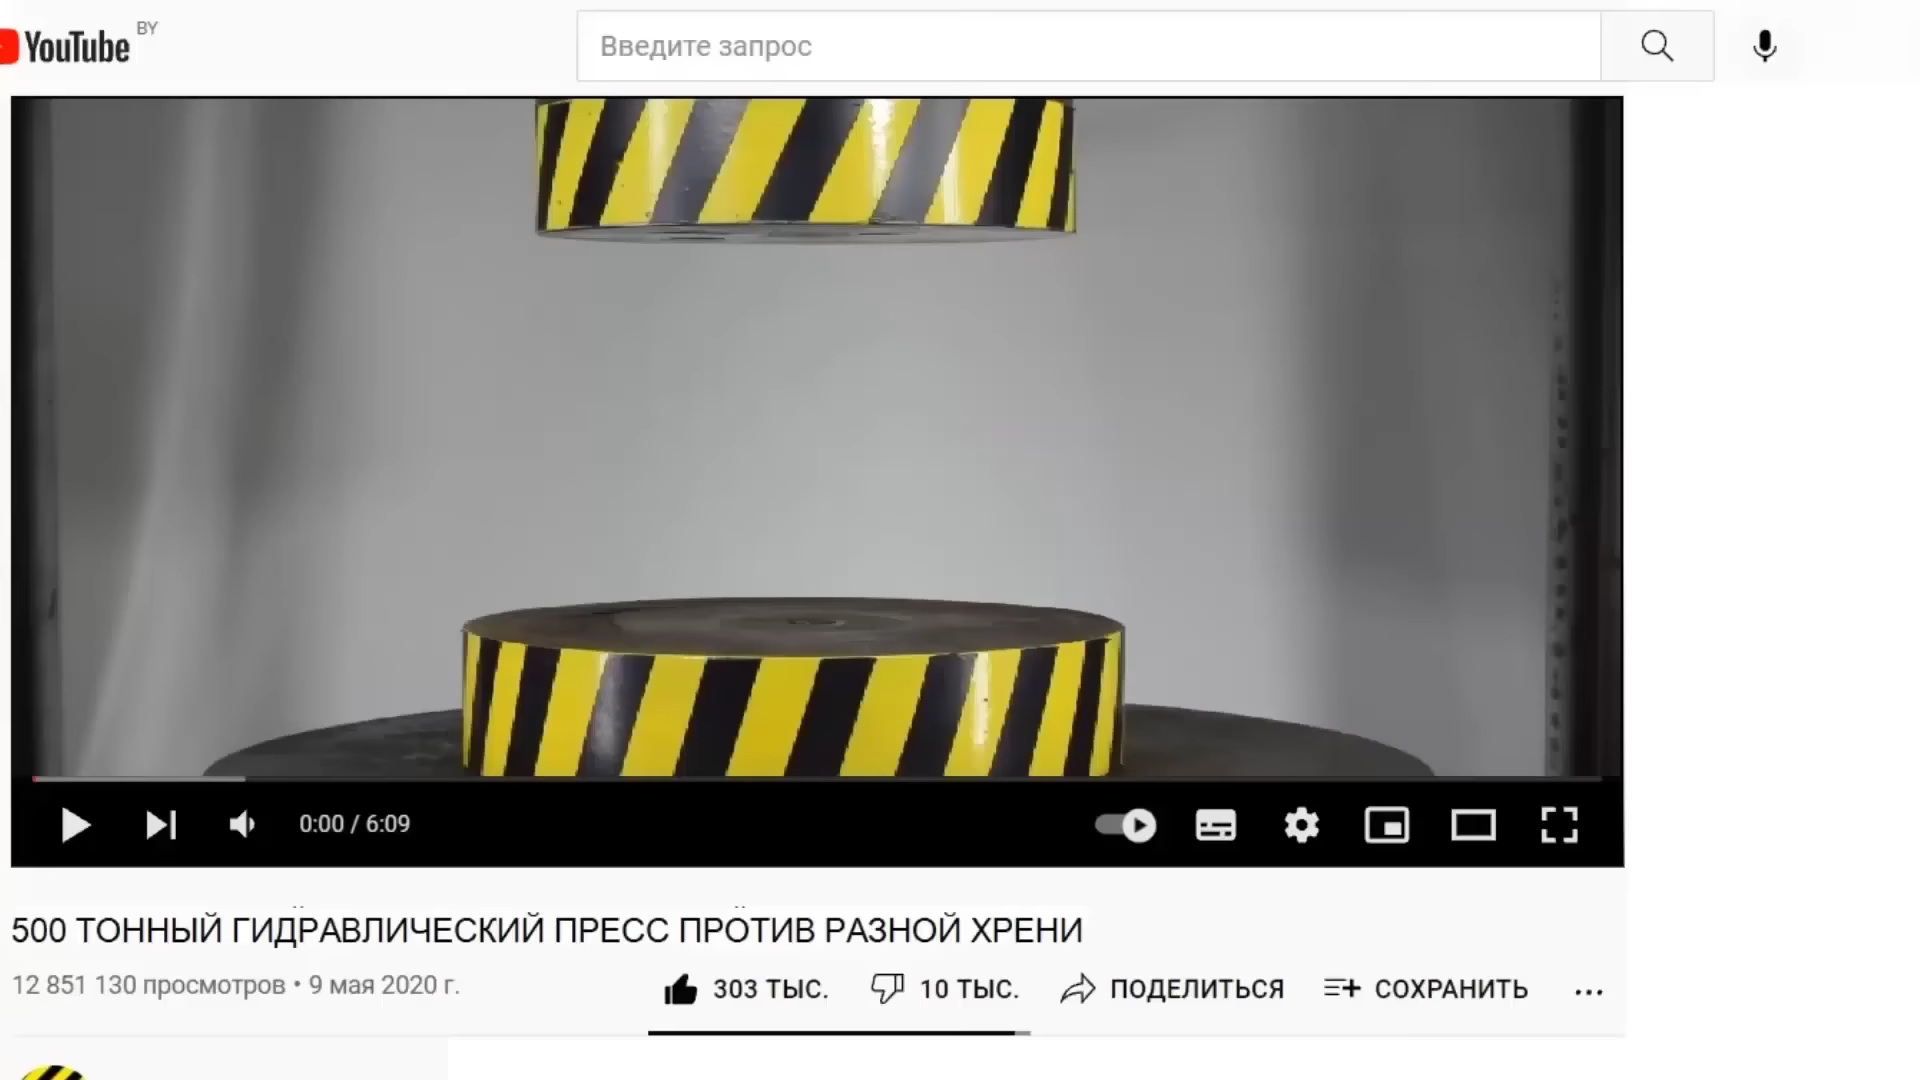 YouTube BY
Введите запрос
0:00 / 6:09
500 ТОННЫЙ ГИДРАВЛИЧЕСКИЙ ПРЕСС ПРОТИВ РАЗНОЙ ХРЕНИ
12 851 130 просмотров • 9 мая 2020 г.
303 ТЫС. 10 ТЫС. ПОДЕЛИТЬСЯ СОХРАНИТЬ ...